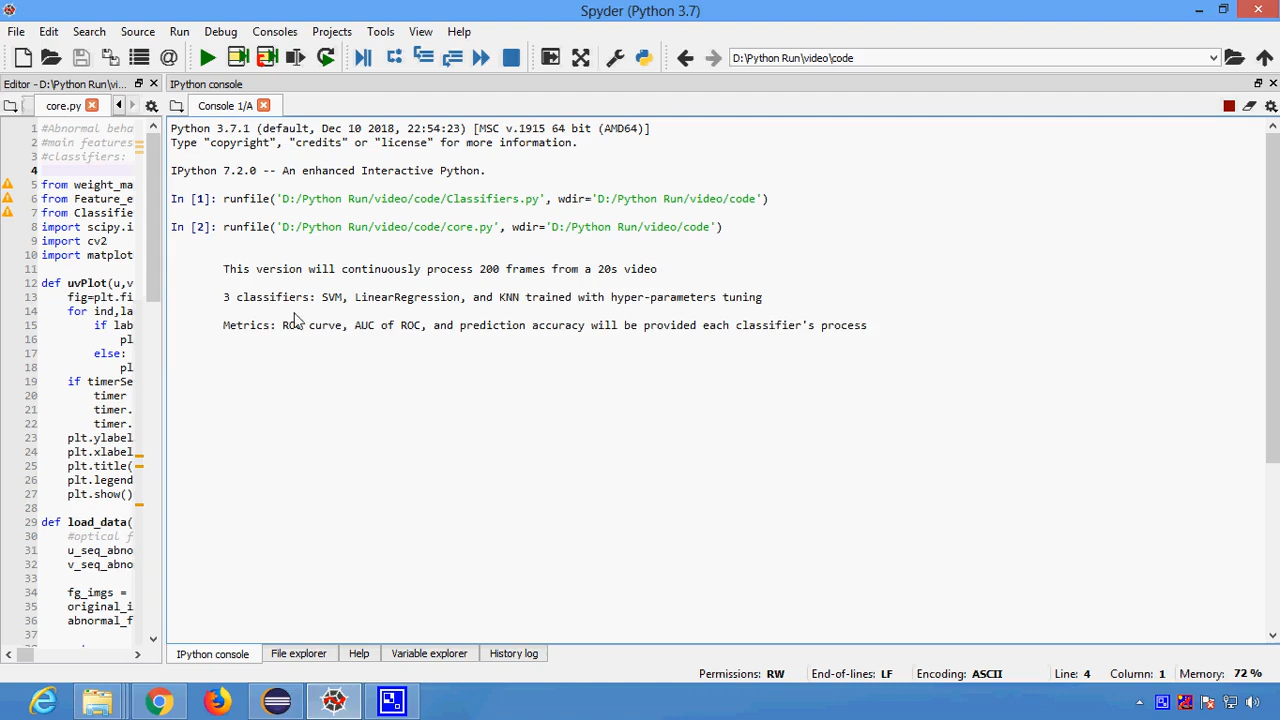 Spyder (Python 3.7)
File Edit Search Source Run Debug Consoles Projects Tools View Help
D:\Python Run\video\code
Editor - D:\Python Run\vi...
IPython console
core.py
Console 1/A
1 #Abnormal beha
2 #main features
3 #classifiers:
4
5 from weight_ma
6 from Feature_e
7 from Classifie
8 import scipy.i
9 import cv2
10 import matplot
11
12 def uvPlot(u,v
13 fig=plt.fi
14 for ind,la
15 if lab
16 pl
17 else:
18 pl
19 if timerSe
20 timer
21 timer.
22 timer.
23 plt.ylabel
24 plt.xlabel
25 plt.title(
26 plt.legend
27 plt.show()
28
29 def load_data(
30 #optical f
31 u_seq_abno
32 v_seq_abno
33
34 fg_imgs =
35 original_i
36 abnormal_f
37
Python 3.7.1 (default, Dec 10 2018, 22:54:23) [MSC v.1915 64 bit (AMD64)]
Type "copyright", "credits" or "license" for more information.
IPython 7.2.0 -- An enhanced Interactive Python.
In [1]: runfile('D:/Python Run/video/code/Classifiers.py', wdir='D:/Python Run/video/code')
In [2]: runfile('D:/Python Run/video/code/core.py', wdir='D:/Python Run/video/code')
This version will continuously process 200 frames from a 20s video
3 classifiers: SVM, LinearRegression, and KNN trained with hyper-parameters tuning
Metrics: ROC curve, AUC of ROC, and prediction accuracy will be provided each classifier's process
IPython console File explorer Help Variable explorer History log
Permissions: RW End-of-lines: LF Encoding: ASCII Line: 4 Column: 1 Memory: 72 %